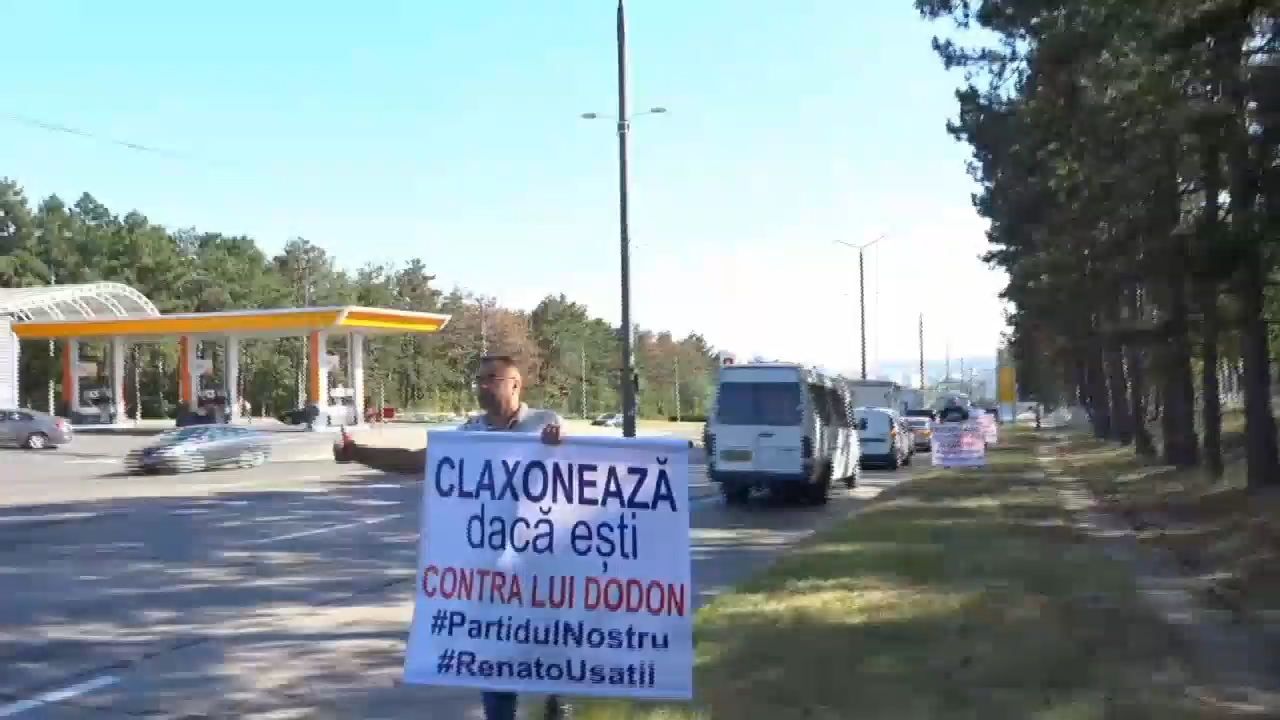 CLAXONEAZĂ
dacă ești
CONTRA LUI DODON
#PartidulNostru
#RenatoUsatii